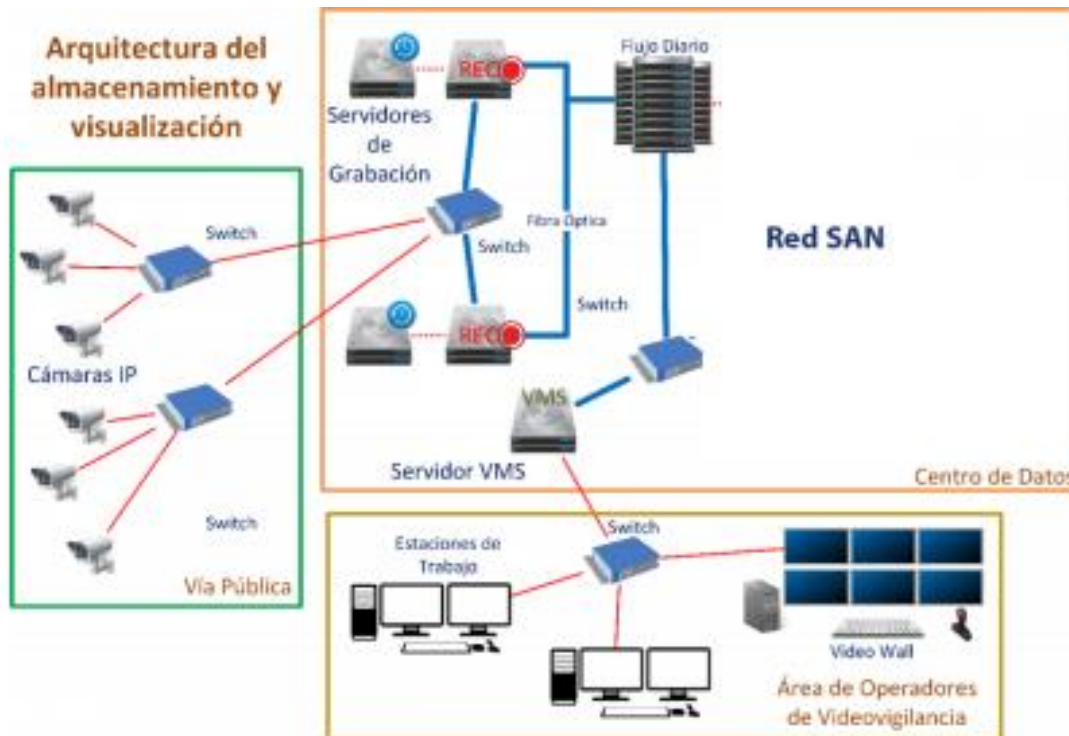 Arquitectura del
almacenamiento y
visualización
Flujo Diario
REC
Servidores
de
Grabación
Switch
Fibra Optica
Switch
Red SAN
Switch
REC
Cámaras IP
VMS
Servidor VMS
Centro de Datos
Switch
Vía Pública
Switch
Estaciones de
Trabajo
Video Wall
Área de Operadores
de Videovigilancia